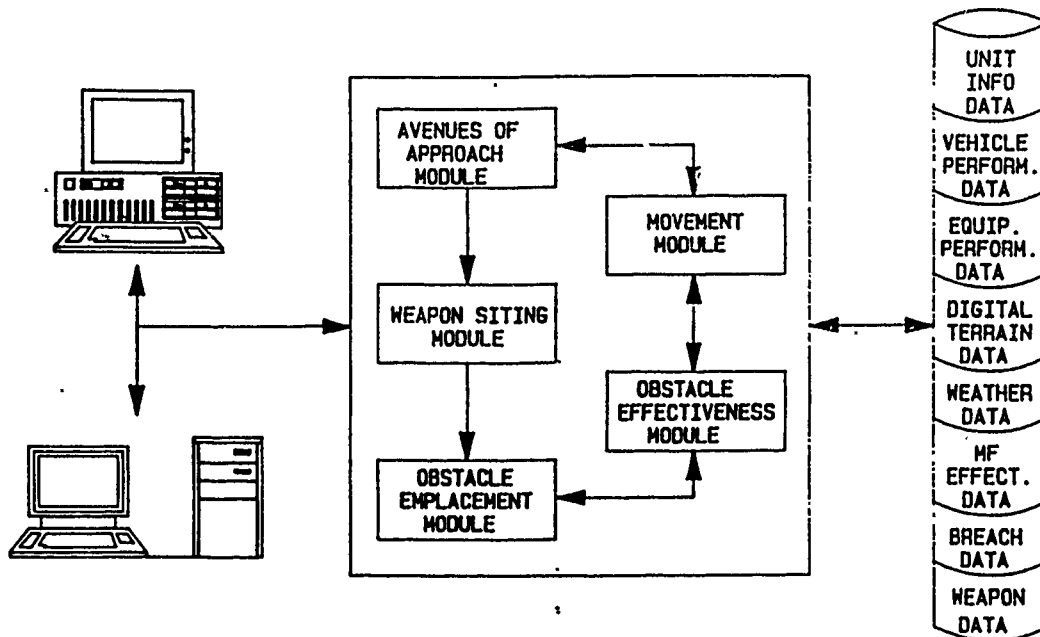 AVENUES OF
APPROACH
MODULE
WEAPON SITING
MODULE
OBSTACLE
EMPLACEMENT
MODULE
MOVEMENT
MODULE
OBSTACLE
EFFECTIVENESS
MODULE
UNIT
INFO
DATA
VEHICLE
PERFORM.
DATA
EQUIP.
PERFORM.
DATA
DIGITAL
TERRAIN
DATA
WEATHER
DATA
MF
EFFECT.
DATA
BREACH
DATA
WEAPON
DATA